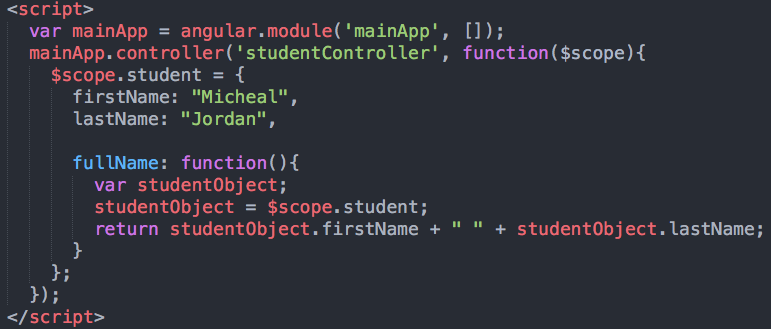 <script>
  var mainApp = angular.module('mainApp', []);
  mainApp.controller('studentController', function($scope){
    $scope.student = {
      firstName: "Micheal",
      lastName: "Jordan",

      fullName: function(){
        var studentObject;
        studentObject = $scope.student;
        return studentObject.firstName + " " + studentObject.lastName;
      }
    };
  });
</script>